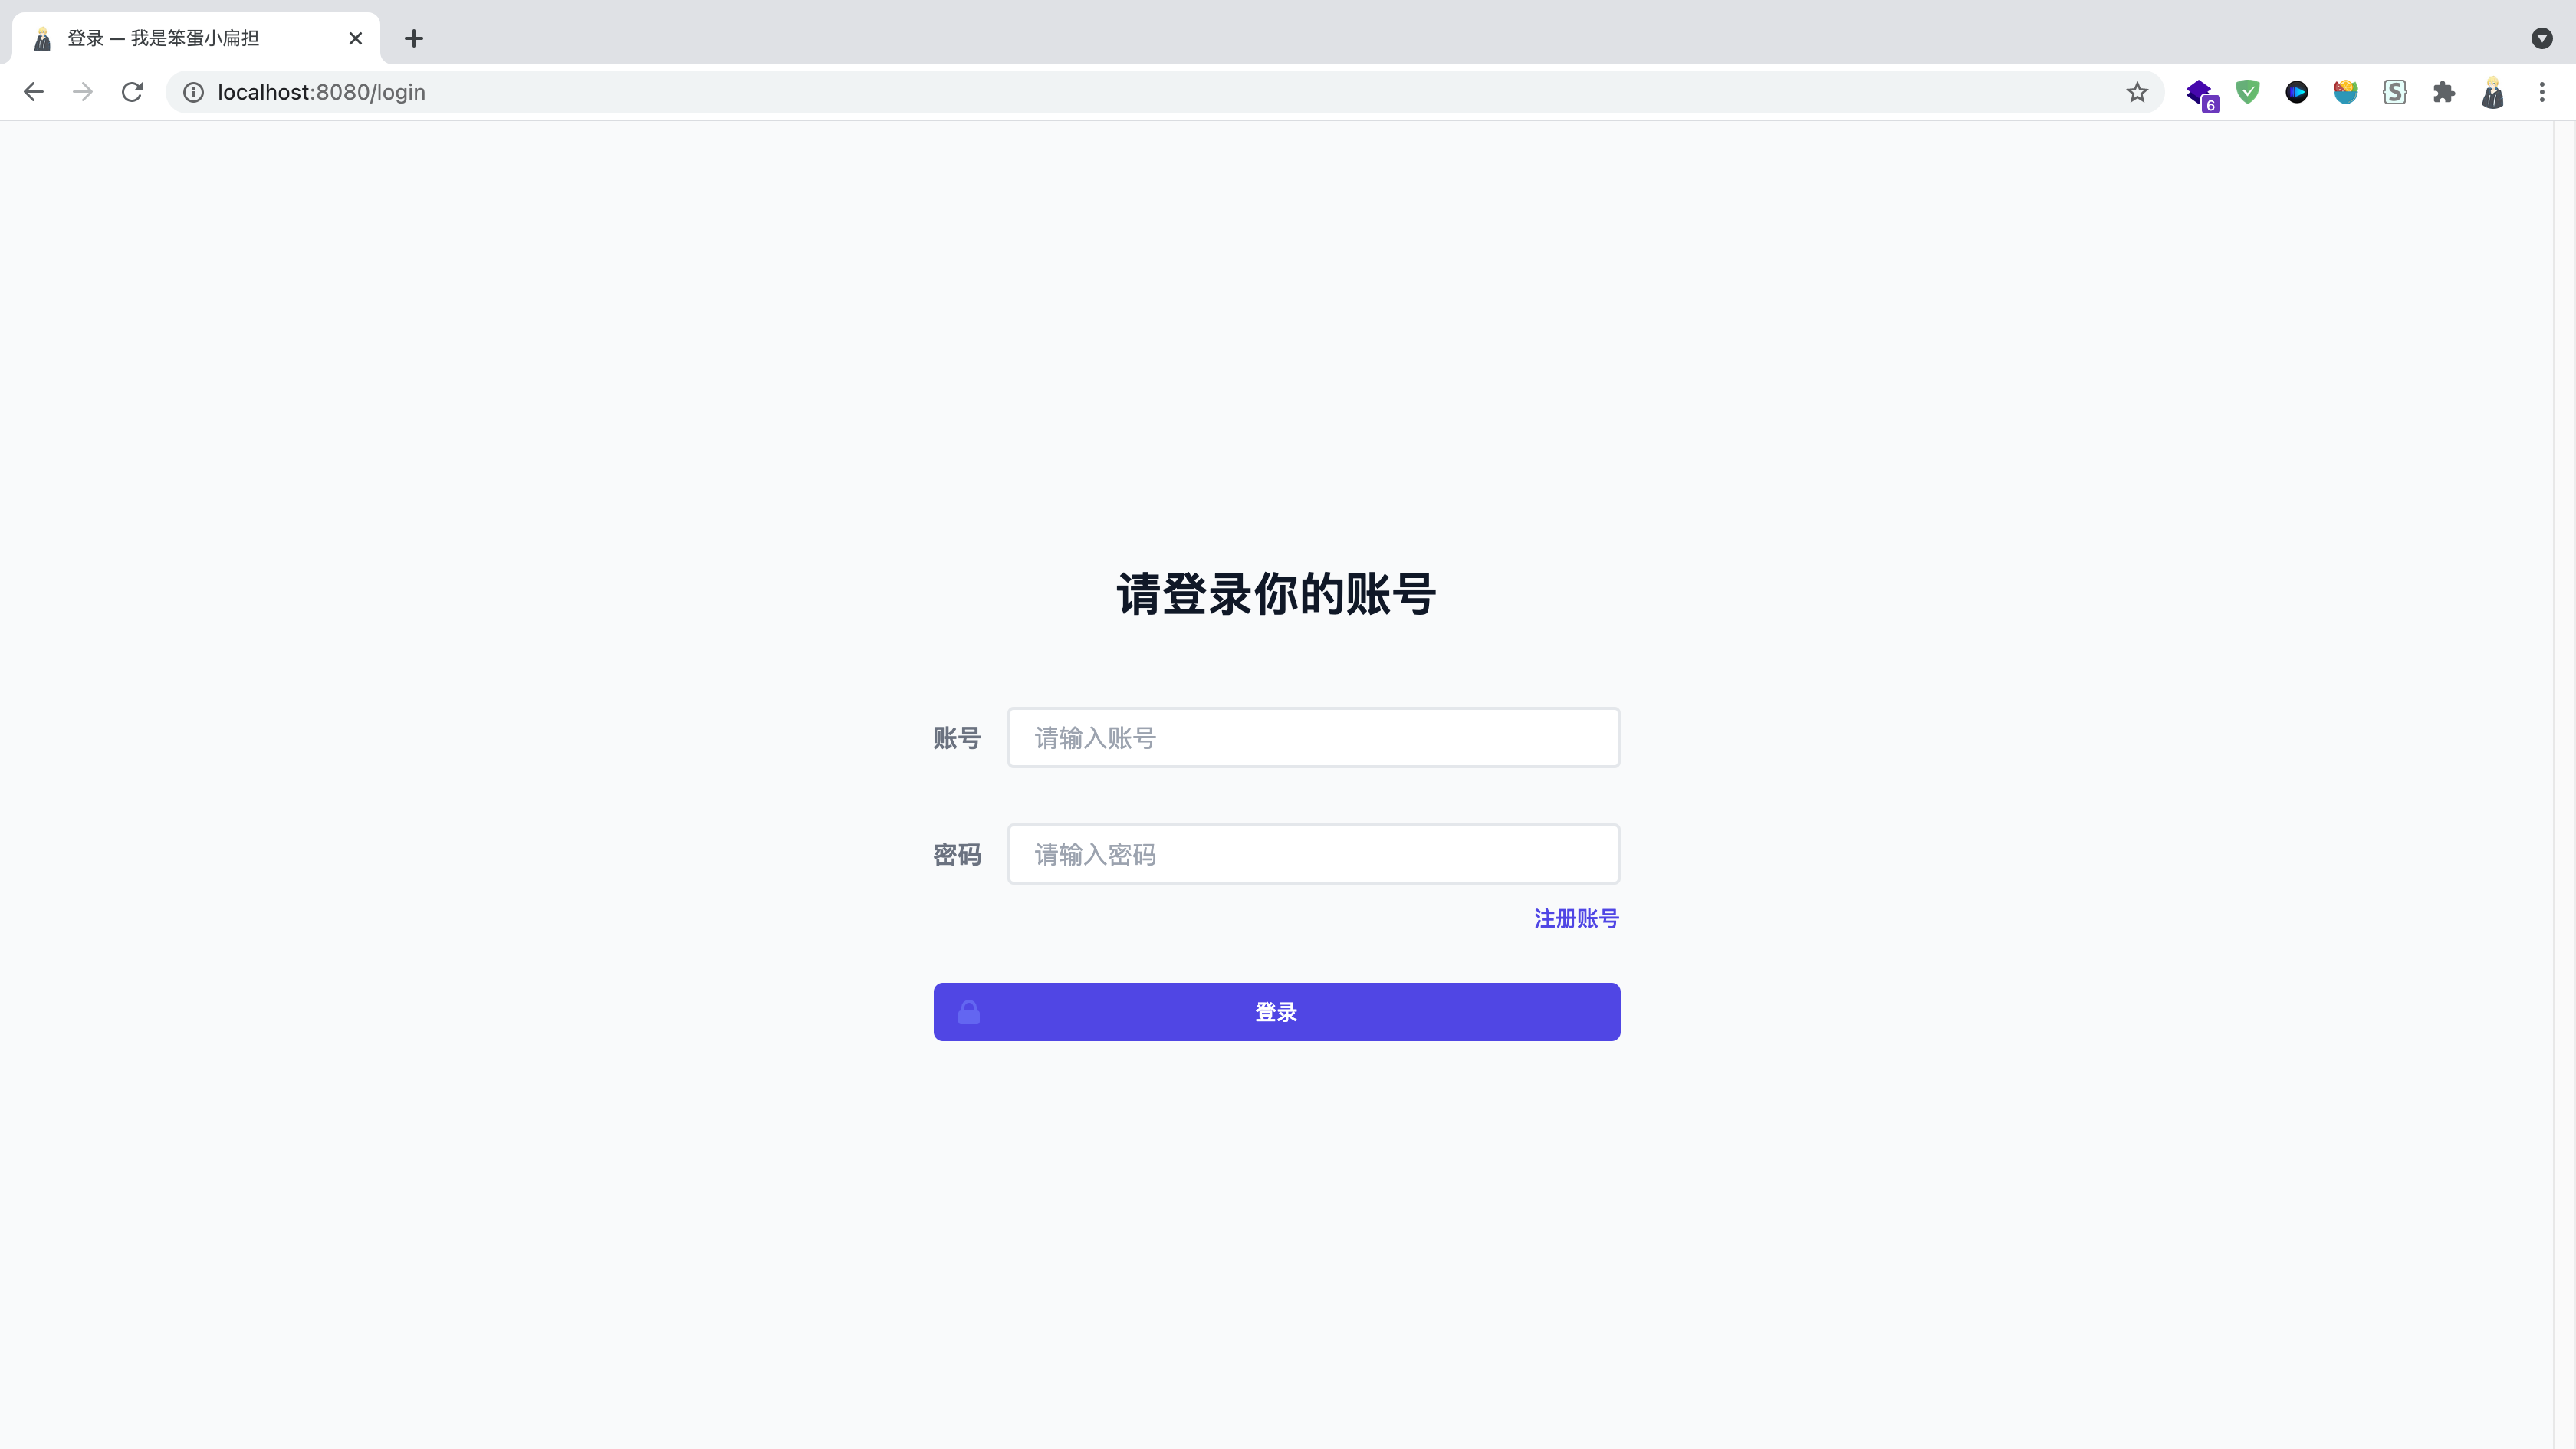 登录 — 我是笨蛋小扁担
localhost:8080/login
6
请登录你的账号
账号 请输入账号
密码 请输入密码
注册账号
登录